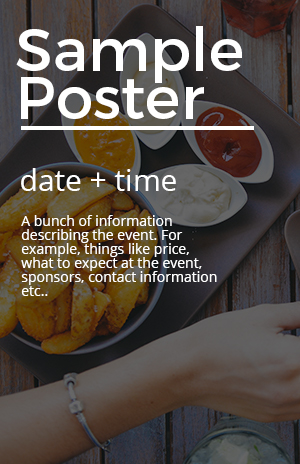 Sample
Poster
date + time
A bunch of information
describing the event. For
example, things like price,
what to expect at the event,
sponsors, contact information
etc..